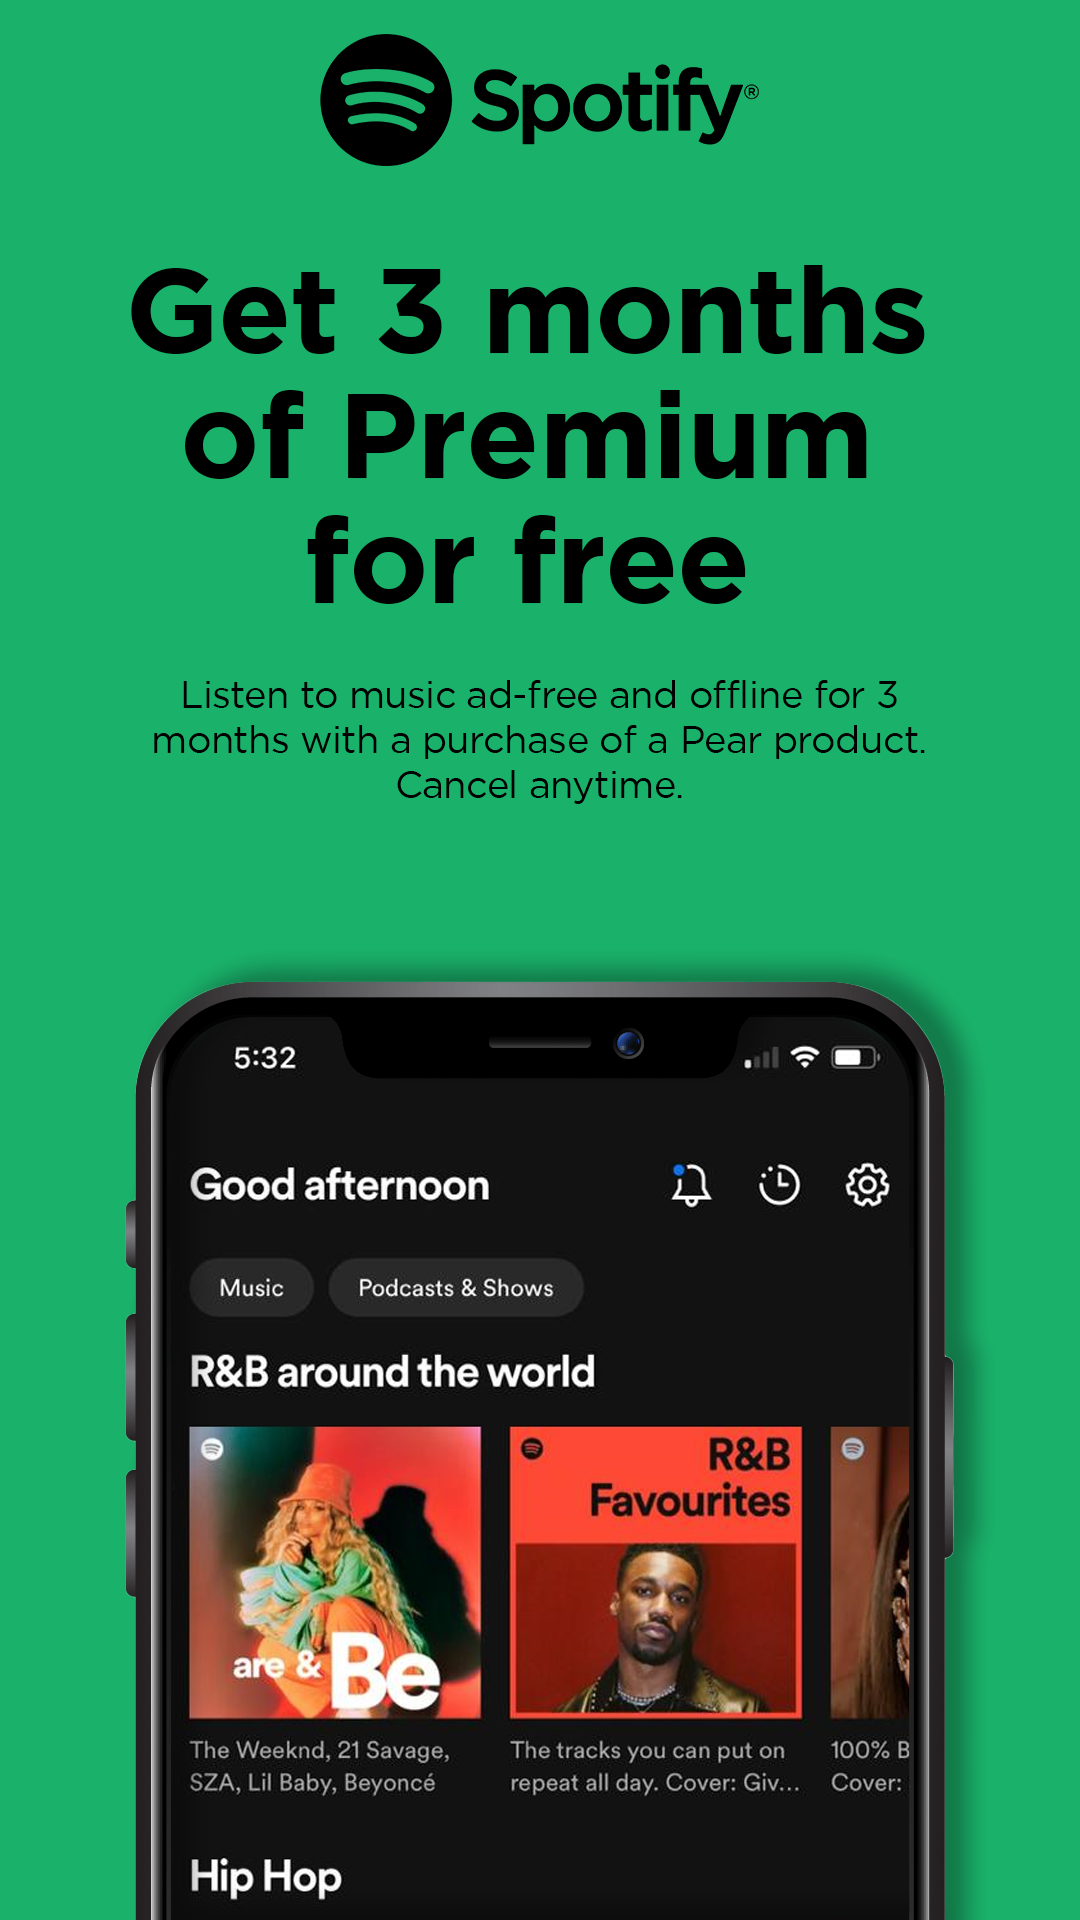 Spotify®
Get 3 months
of Premium
for free
Listen to music ad-free and offline for 3
months with a purchase of a Pear product.
Cancel anytime.
5:32
Good afternoon
Music
Podcasts & Shows
R&B around the world
are & Be
R&B
Favourites
The Weeknd, 21 Savage,
SZA, Lil Baby, Beyoncé
The tracks you can put on
repeat all day. Cover: Giv...
100% B
Cover:
Hip Hop